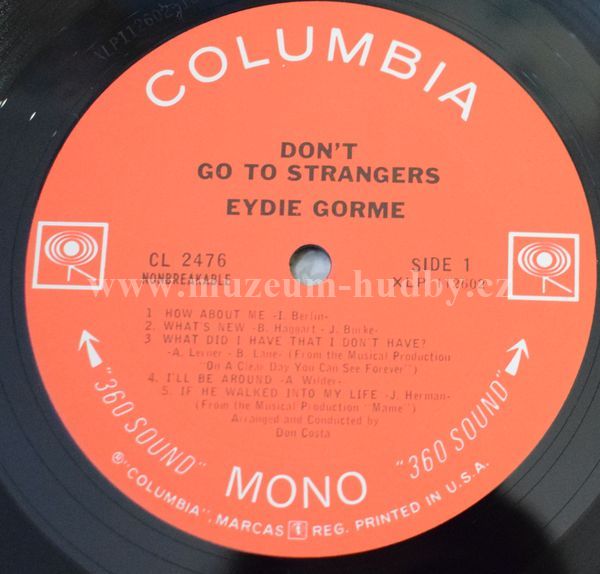 COLUMBIA
DON'T
GO TO STRANGERS
EYDIE GORME
CL 2476
NONBREAKABLE
SIDE 1
XLP 112602
www.muzeum-hudby.cz
1 HOW ABOUT ME -I. Berlin-
2. WHAT'S NEW -B. Haggart - J. Burke-
3 WHAT DID I HAVE THAT I DON'T HAVE?
-A. Lerner - B. Lane- (From the Musical Production
"On A Clear Day You Can See Forever")
4. I'LL BE AROUND -A. Wilder-
5. IF HE WALKED INTO MY LIFE -J. Herman-
(From the Musical Production "Mame")
Arranged and Conducted by
Don Costa
"360 SOUND"
MONO
"360 SOUND"
® "COLUMBIA", MARCAS REG. PRINTED IN U.S.A.